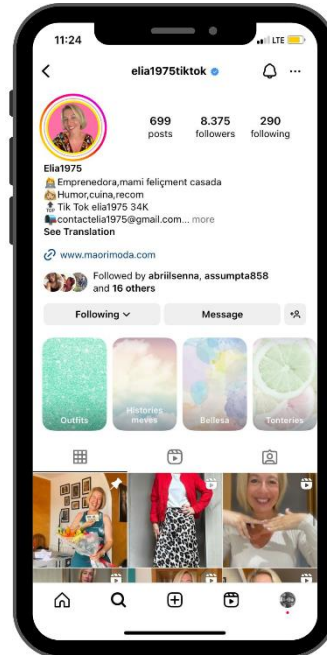 11:24
LTE
elia1975tiktok
699 8.375 290
posts followers following
Elia1975
Emprenedora,mami feliçment casada
Humor,cuina,recom
TOP Tik Tok elia1975 34K
contactelia1975@gmail.com... more
See Translation
www.maorimoda.com
Followed by abriilsenna, assumpta858
and 16 others
Following Message
Outfits
Histories
meves
Bellesa
Tonteries